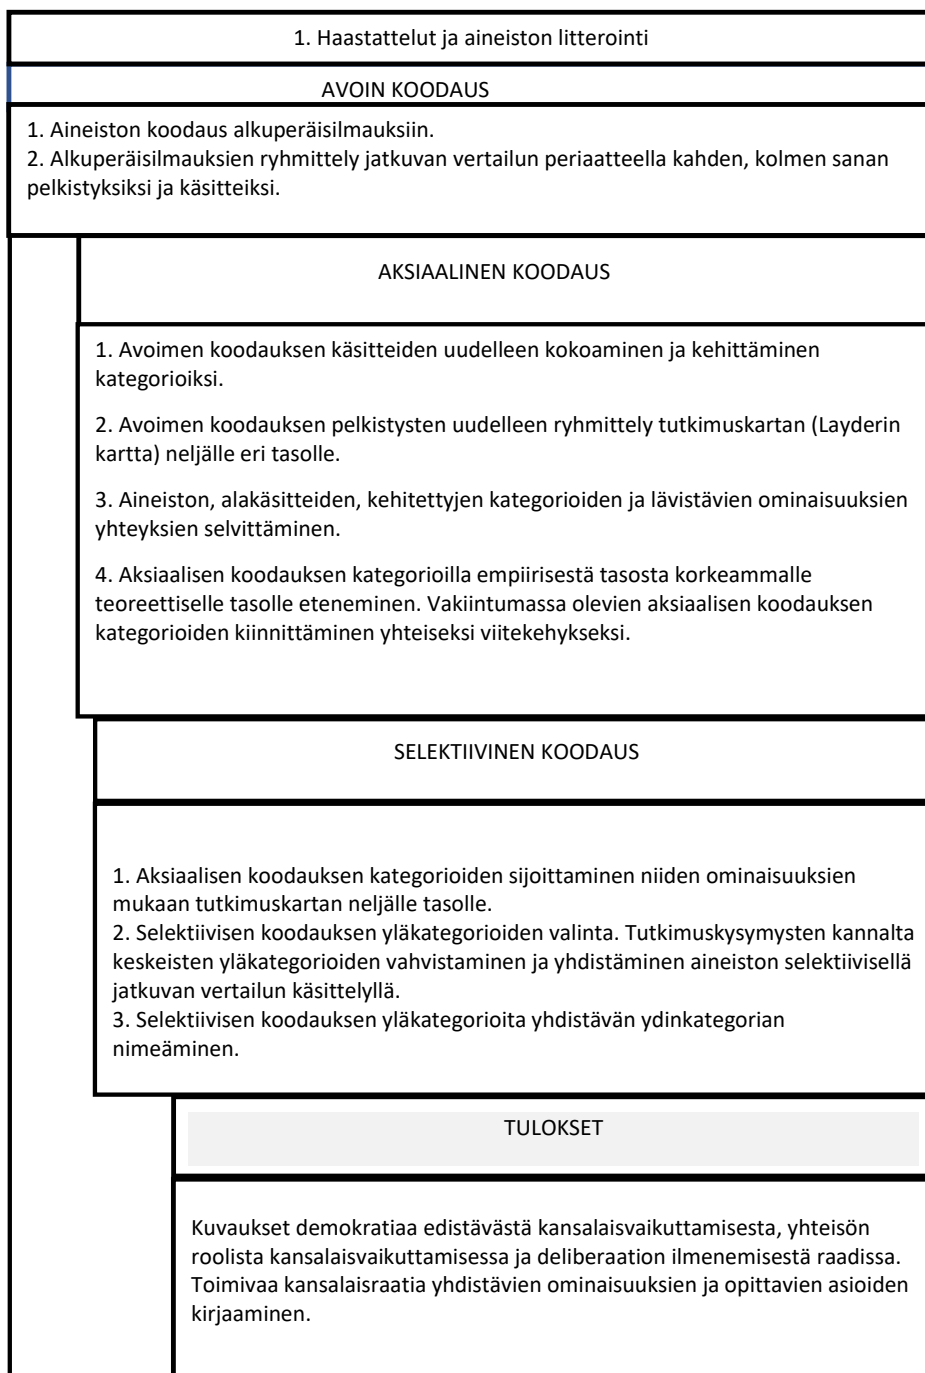 1. Haastattelut ja aineiston litterointi
AVOIN KOODAUS
1. Aineiston koodaus alkuperäisilmauksiin.
2. Alkuperäisilmauksien ryhmittely jatkuvan vertailun periaatteella kahden, kolmen sanan
pelkistyksiksi ja käsitteiksi.
AKSIAALINEN KOODAUS
1. Avoimen koodauksen käsitteiden uudelleen kokoaminen ja kehittäminen
kategorioiksi.
2. Avoimen koodauksen pelkistysten uudelleen ryhmittely tutkimuskartan (Layderin
kartta) neljälle eri tasolle.
3. Aineiston, alakäsitteiden, kehitettyjen kategorioiden ja lävistävien ominaisuuksien
yhteyksien selvittäminen.
4. Aksiaalisen koodauksen kategorioilla empiirisestä tasosta korkeammalle
teoreettiselle tasolle eteneminen. Vakiintumassa olevien aksiaalisen koodauksen
kategorioiden kiinnittäminen yhteiseksi viitekehykseksi.
SELEKTIIVINEN KOODAUS
1. Aksiaalisen koodauksen kategorioiden sijoittaminen niiden ominaisuuksien
mukaan tutkimuskartan neljälle tasolle.
2. Selektiivisen koodauksen yläkategorioiden valinta. Tutkimuskysymysten kannalta
keskeisten yläkategorioiden vahvistaminen ja yhdistäminen aineiston selektiivisellä
jatkuvan vertailun käsittelyllä.
3. Selektiivisen koodauksen yläkategorioita yhdistävän ydinkategorian
nimeäminen.
TULOKSET
Kuvaukset demokratiaa edistävästä kansalaisvaikuttamisesta, yhteisön
roolista kansalaisvaikuttamisessa ja deliberaation ilmenemisestä raadissa.
Toimivaa kansalaisraatia yhdistävien ominaisuuksien ja opittavien asioiden
kirjaaminen.